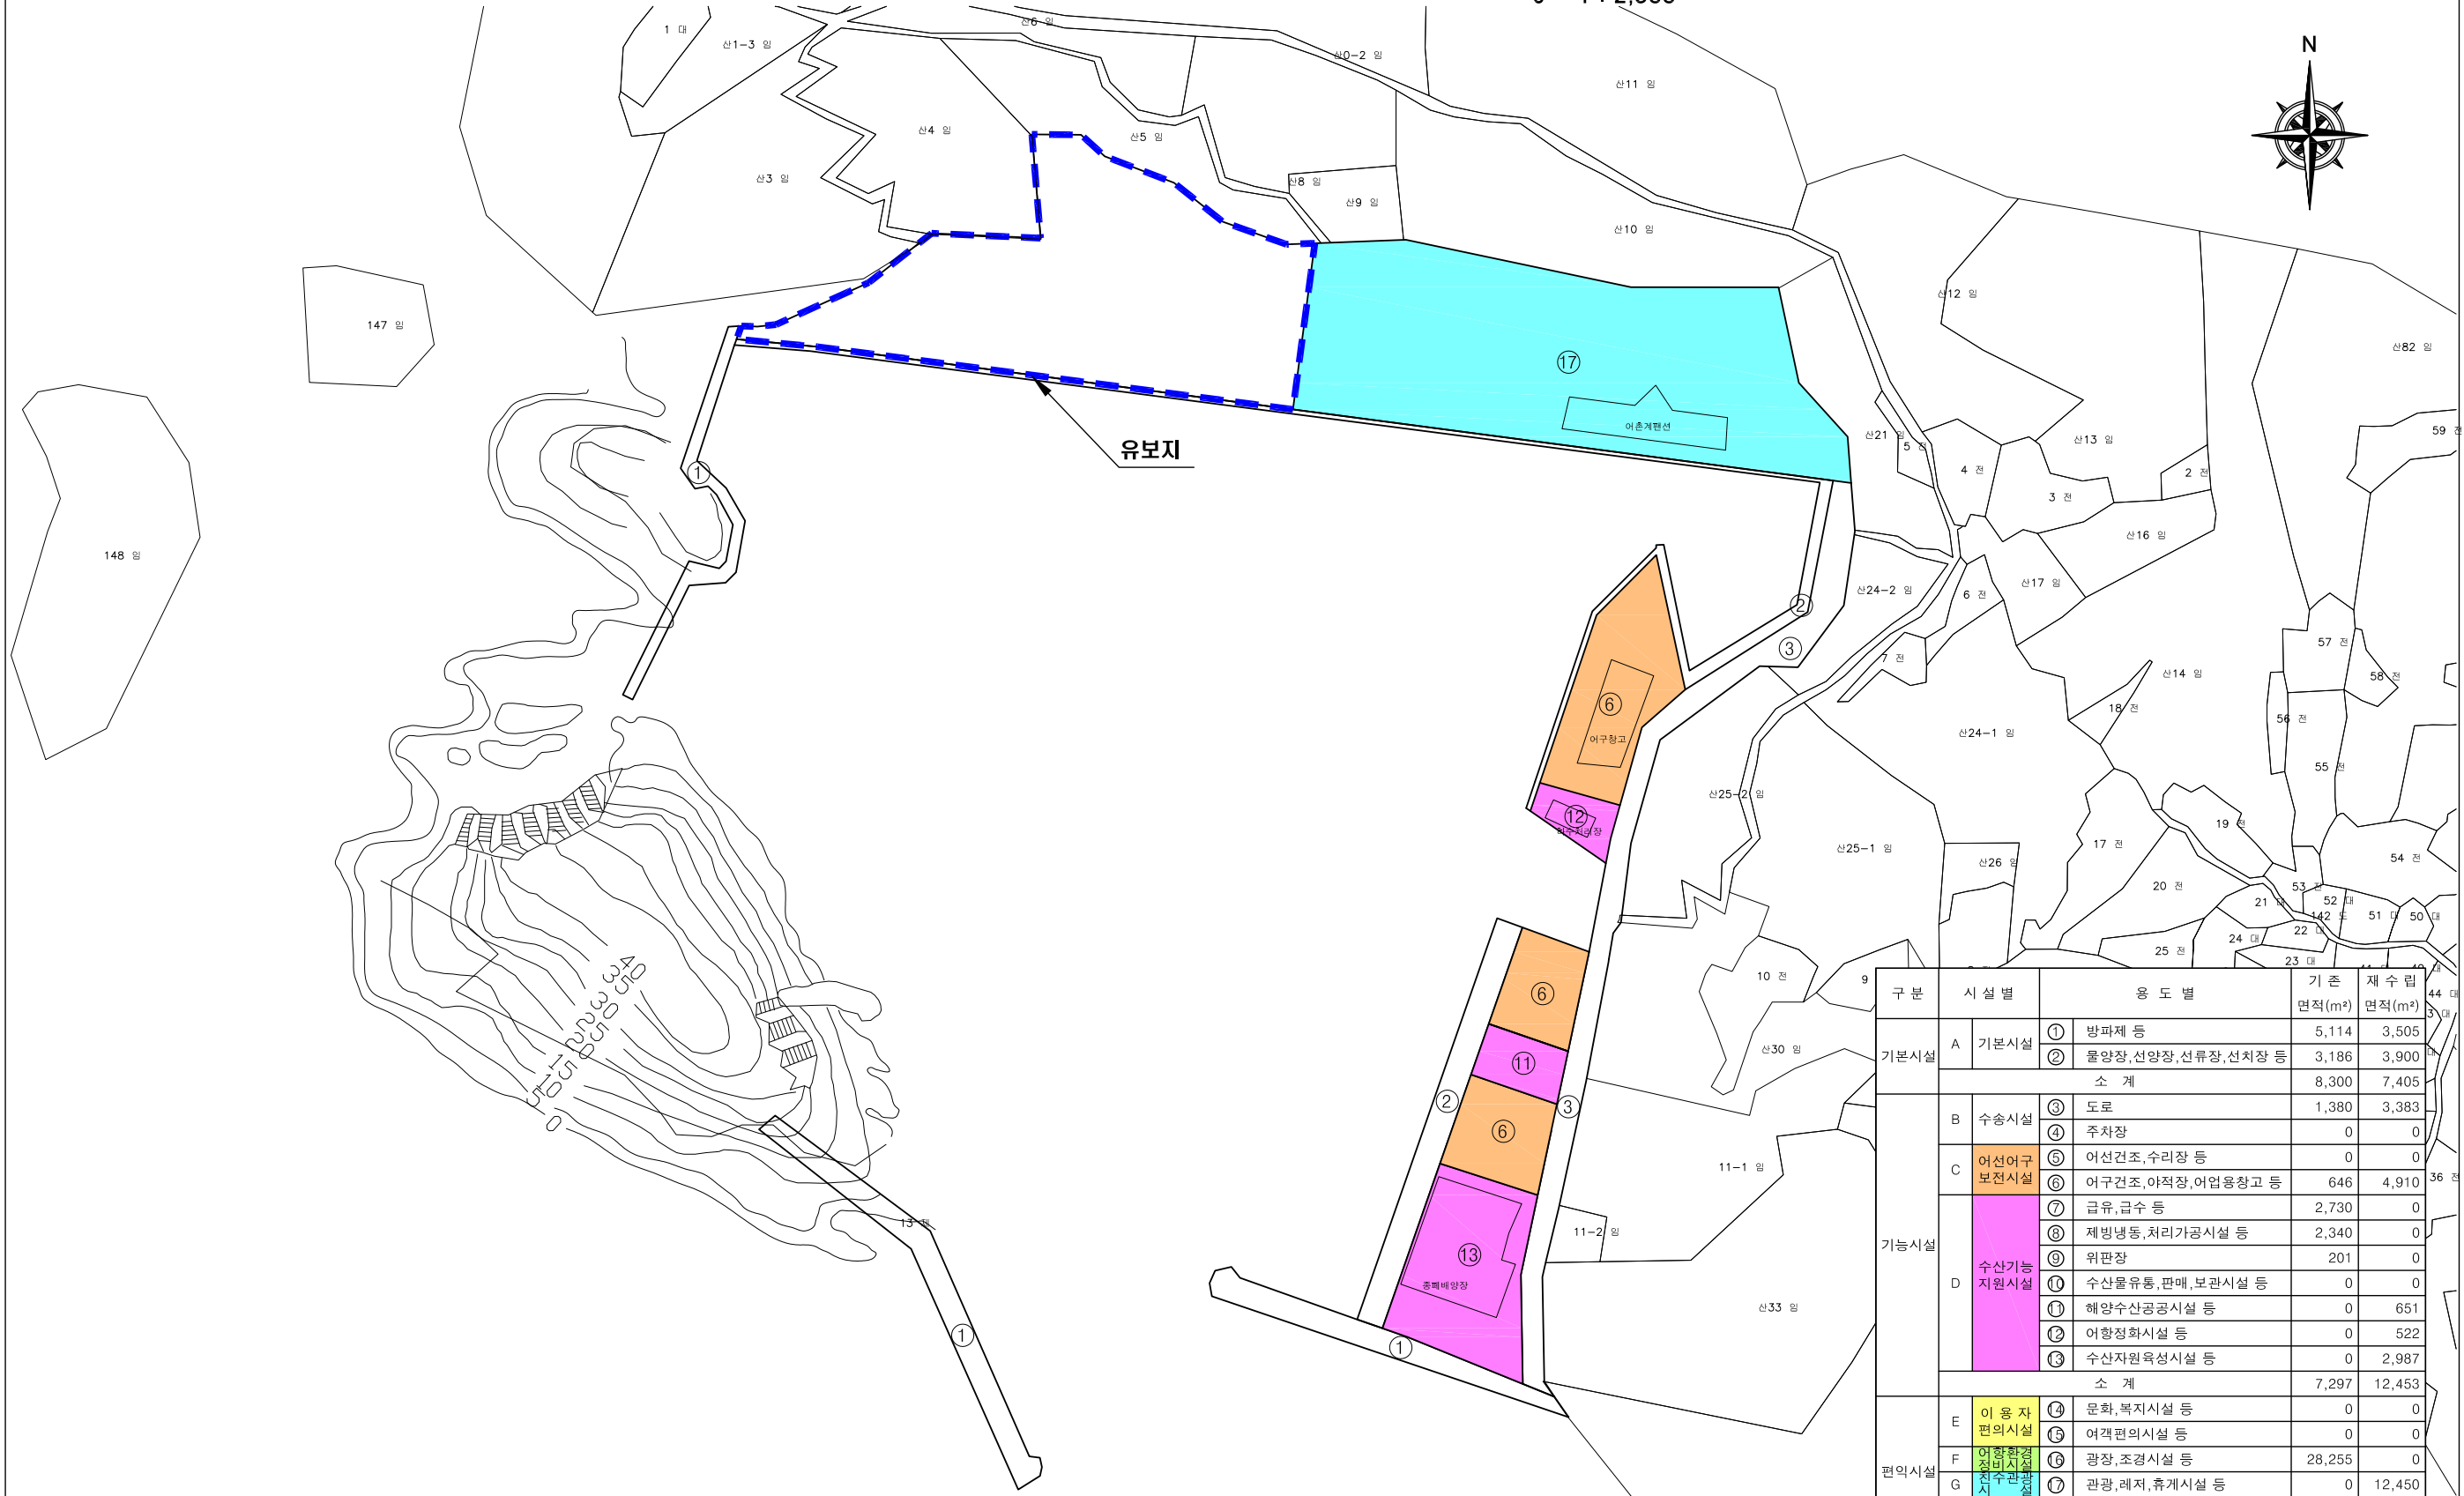 N
1 대
산1-3 임
산6 임
산0-2 임
산11 임
산4 임
산5 임
산3 임
산8 임
산9 임
산10 임
산12 임
147 임
산82 임
⑰
어촌계팬션
유보지
①
산21 임
5 전
4 전
산13 임
59 전
2 전
3 전
148 임
산16 임
②
산24-2 임
6 전
산17 임
③
7 전
57 전
58 전
산14 임
⑥
어구창고
18 전
56 전
산24-1 임
55 전
산25-2 임
⑫
19 전
산25-1 임
17 전
산26 임
54 전
20 전
53 전
52 대
21 대
142 도
51 대
50 대
22 대
24 대
25 전
23 대
10 전
9
⑥
44 대
산30 임
⑪
②
③
⑥
11-1 임
36 전
40
35
30
25
20
15
10
5
0
13 전
11-2 임
⑬
종패배양장
산33 임
①
①
구 분 시 설 별 용 도 별 기 존 면적(m²) 재 수 립 면적(m²)
기본시설 A 기본시설 ① 방파제 등 5,114 3,505
② 물양장,선양장,선류장,선치장 등 3,186 3,900
소 계 8,300 7,405
기능시설 B 수송시설 ③ 도로 1,380 3,383
④ 주차장 0 0
C 어선어구 보전시설 ⑤ 어선건조,수리장 등 0 0
⑥ 어구건조,야적장,어업용창고 등 646 4,910
D 수산기능 지원시설 ⑦ 급유,급수 등 2,730 0
⑧ 제빙냉동,처리가공시설 등 2,340 0
⑨ 위판장 201 0
⑩ 수산물유통,판매,보관시설 등 0 0
⑪ 해양수산공공시설 등 0 651
⑫ 어항정화시설 등 0 522
⑬ 수산자원육성시설 등 0 2,987
소 계 7,297 12,453
편익시설 E 이 용 자 편의시설 ⑭ 문화,복지시설 등 0 0
⑮ 여객편의시설 등 0 0
F 어항환경 정비시설 ⑯ 광장,조경시설 등 28,255 0
G 친수관광 시 설 ⑰ 관광,레저,휴게시설 등 0 12,450